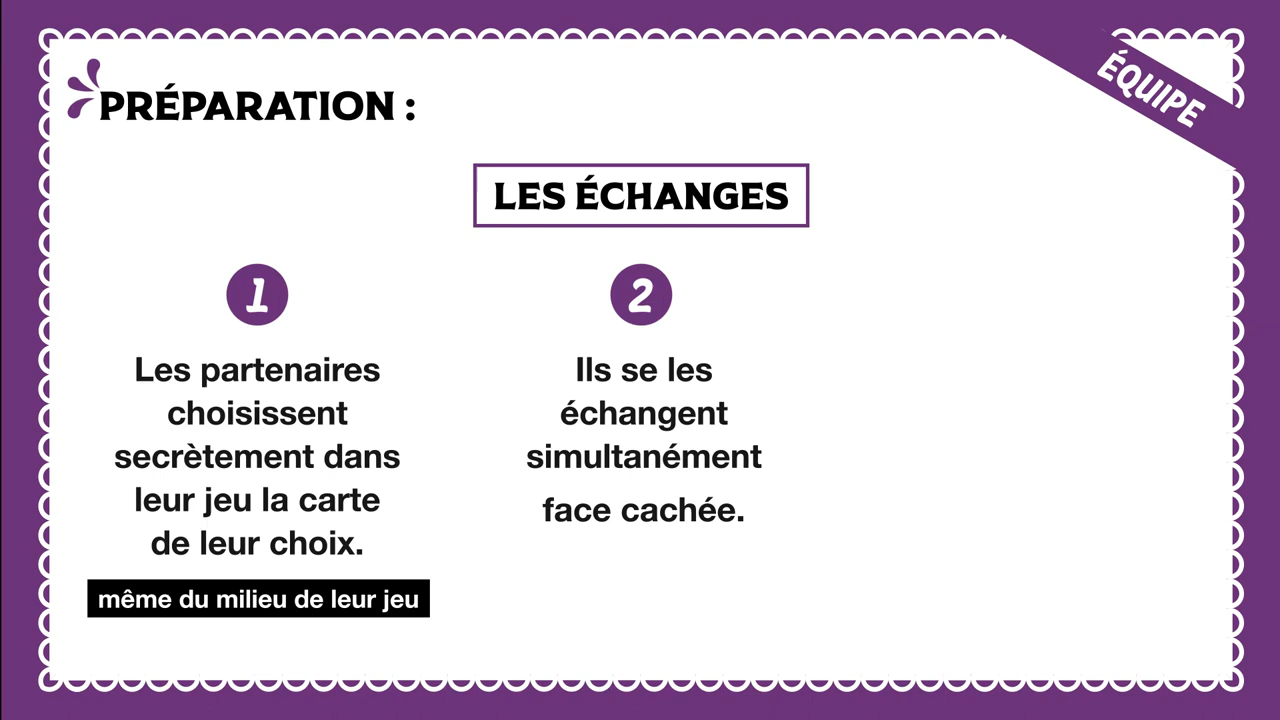 PRÉPARATION :
ÉQUIPE
LES ÉCHANGES
1
Les partenaires
choisissent
secrètement dans
leur jeu la carte
de leur choix.
même du milieu de leur jeu
2
Ils se les
échangent
simultanément
face cachée.